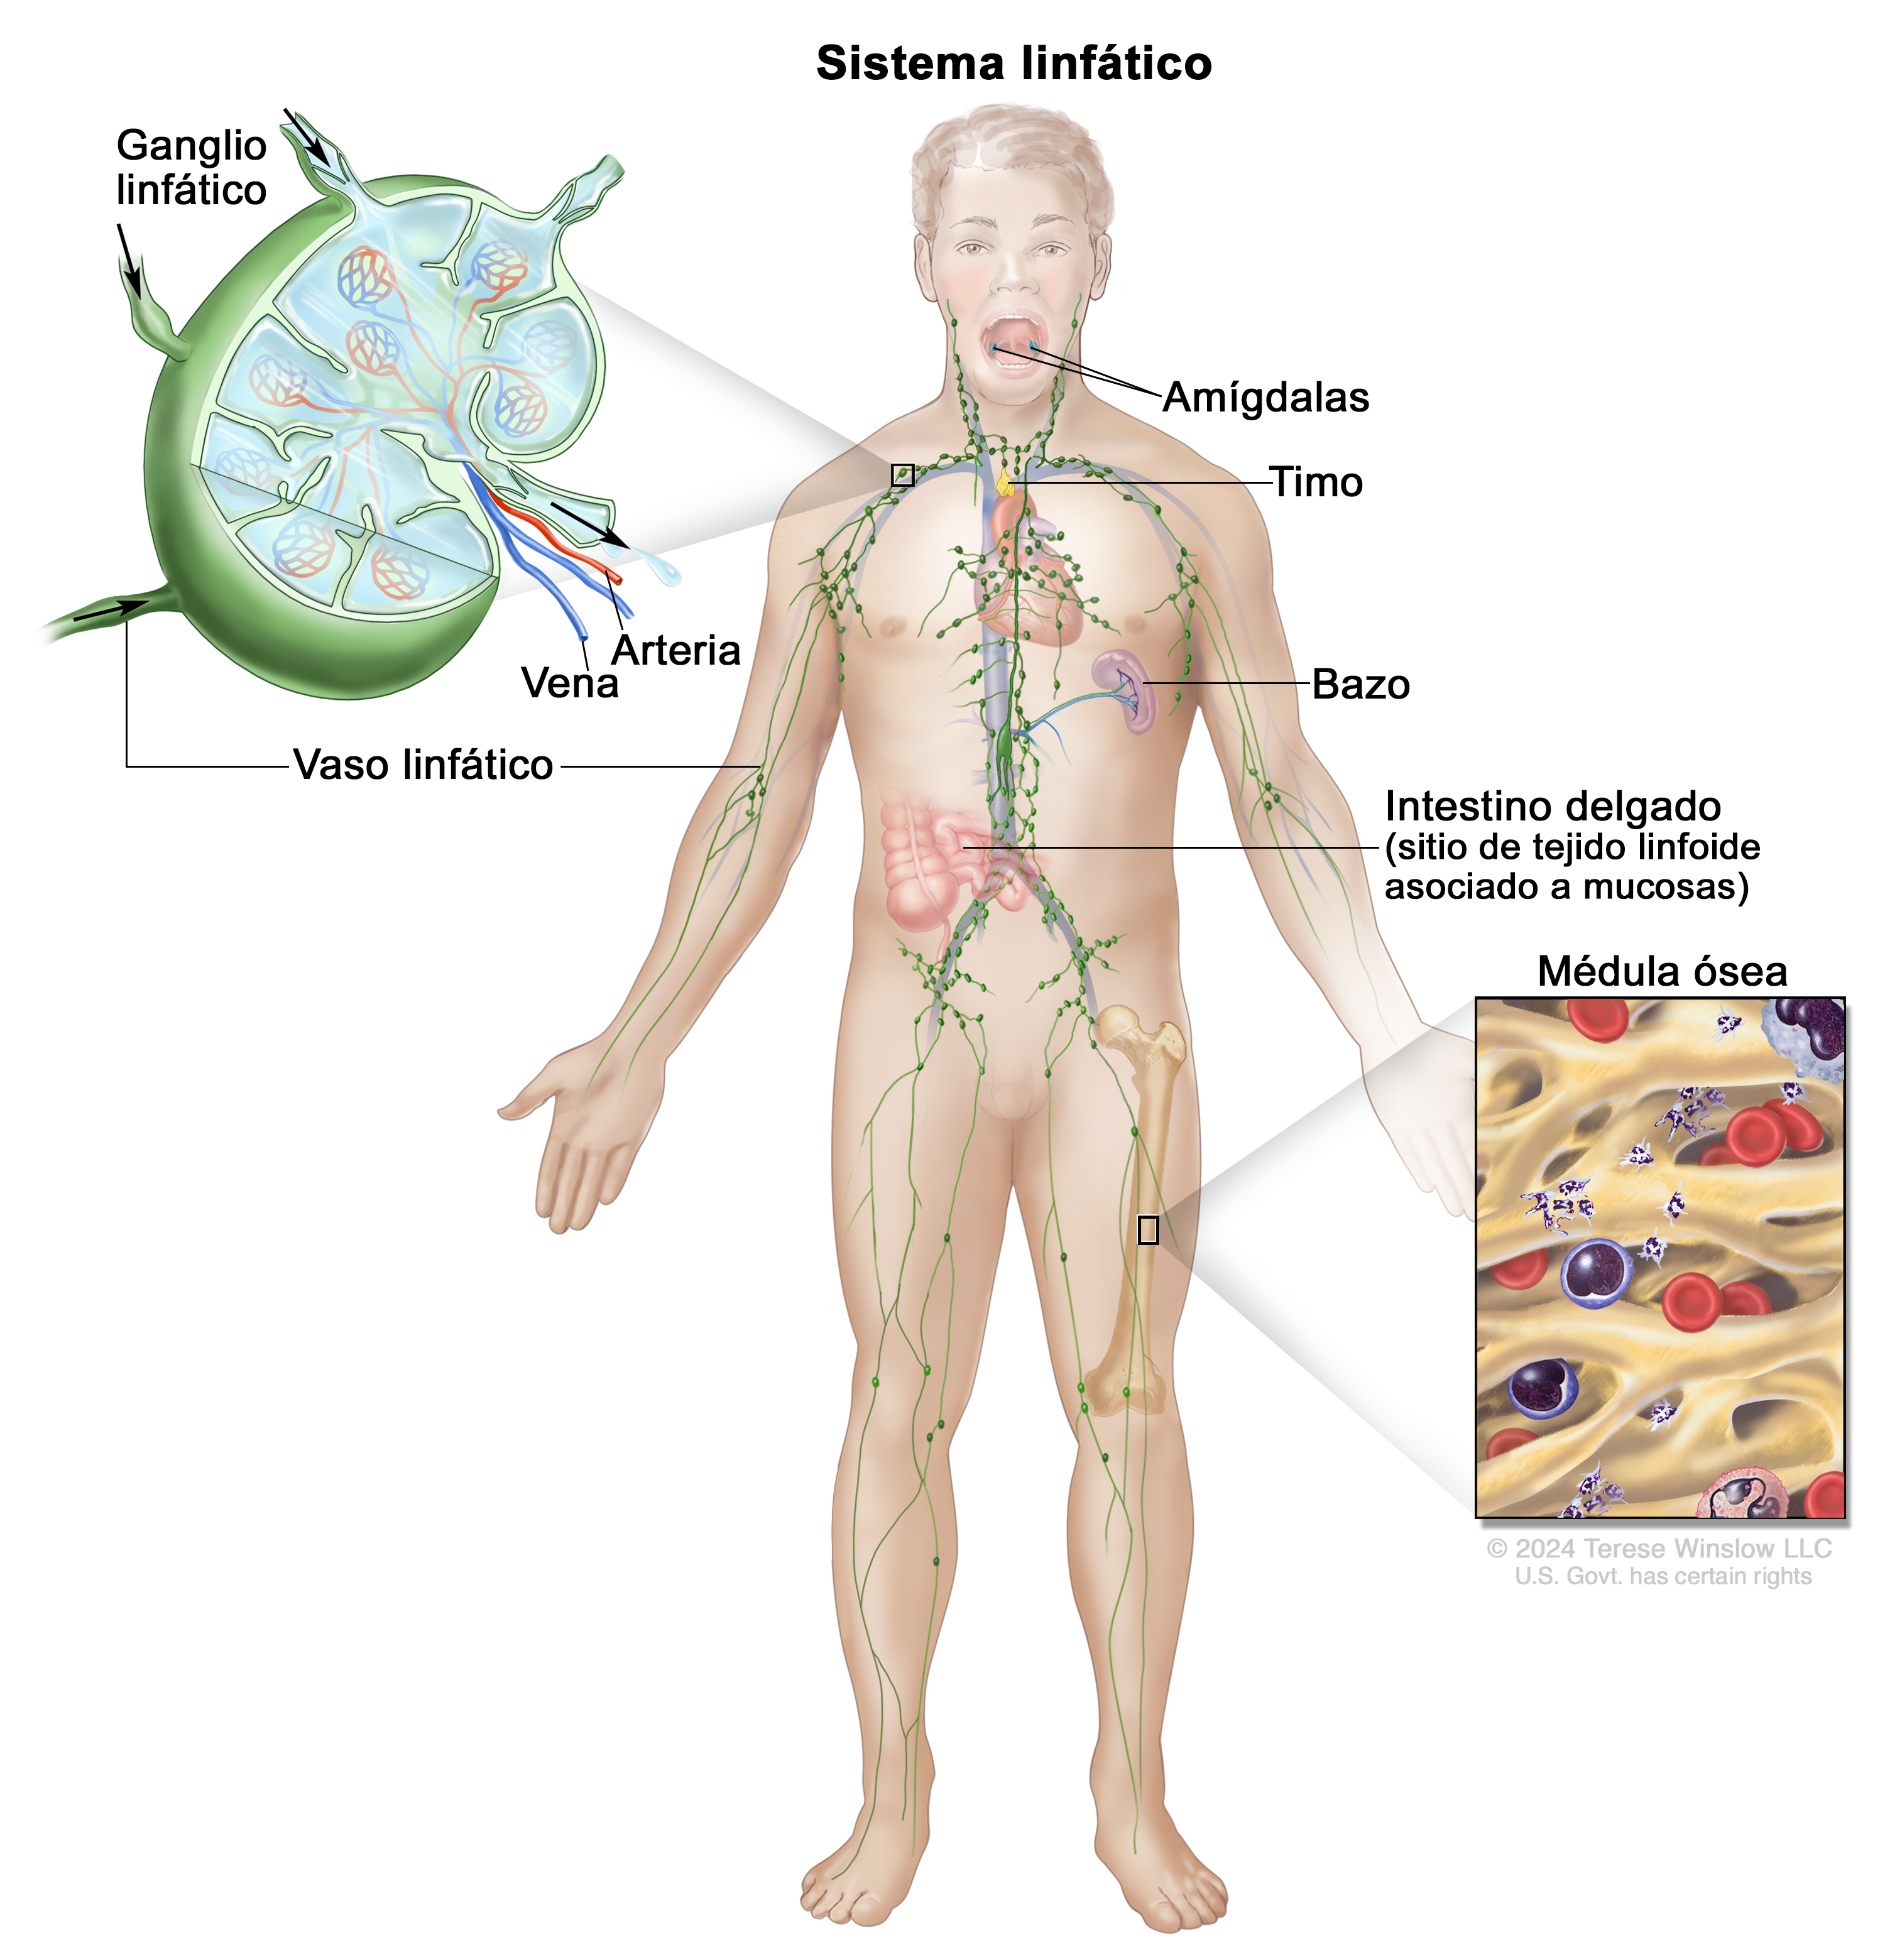 Sistema linfático
Ganglio
linfático
Amígdalas
Timo
Arteria
Vena
Bazo
Vaso linfático
Intestino delgado
(sitio de tejido linfoide
asociado a mucosas)
Médula ósea
© 2024 Terese Winslow LLC
U.S. Govt. has certain rights